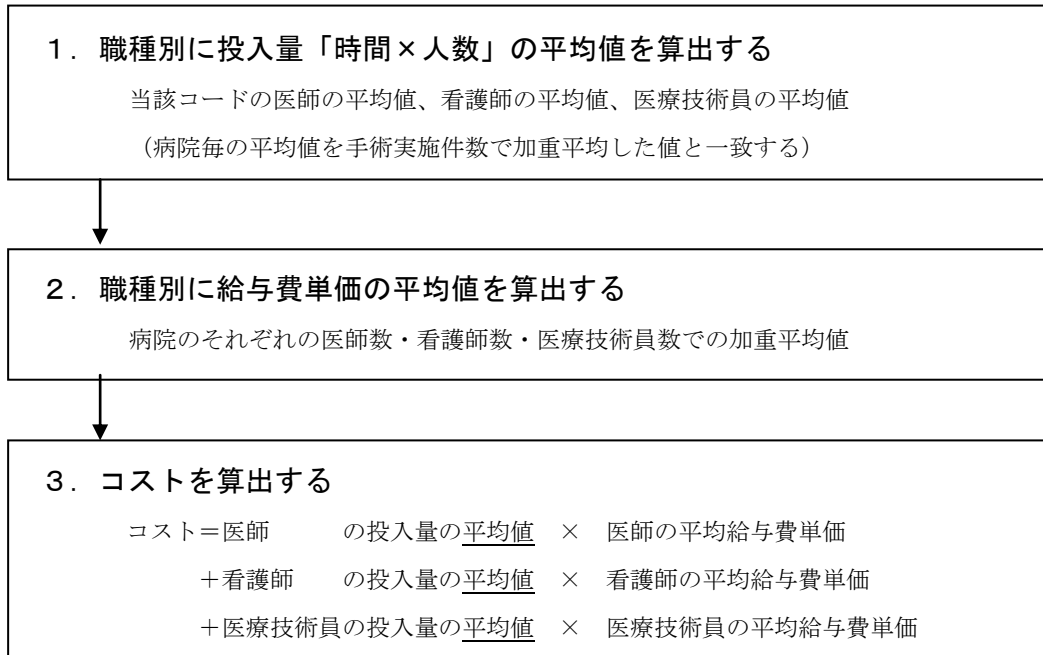 １．職種別に投入量「時間×人数」の平均値を算出する
当該コードの医師の平均値、看護師の平均値、医療技術員の平均値
（病院毎の平均値を手術実施件数で加重平均した値と一致する）
２．職種別に給与費単価の平均値を算出する
病院のそれぞれの医師数・看護師数・医療技術員数での加重平均値
３．コストを算出する
コスト＝医師　　　の投入量の平均値　×　医師の平均給与費単価
＋看護師　　の投入量の平均値　×　看護師の平均給与費単価
＋医療技術員の投入量の平均値　×　医療技術員の平均給与費単価